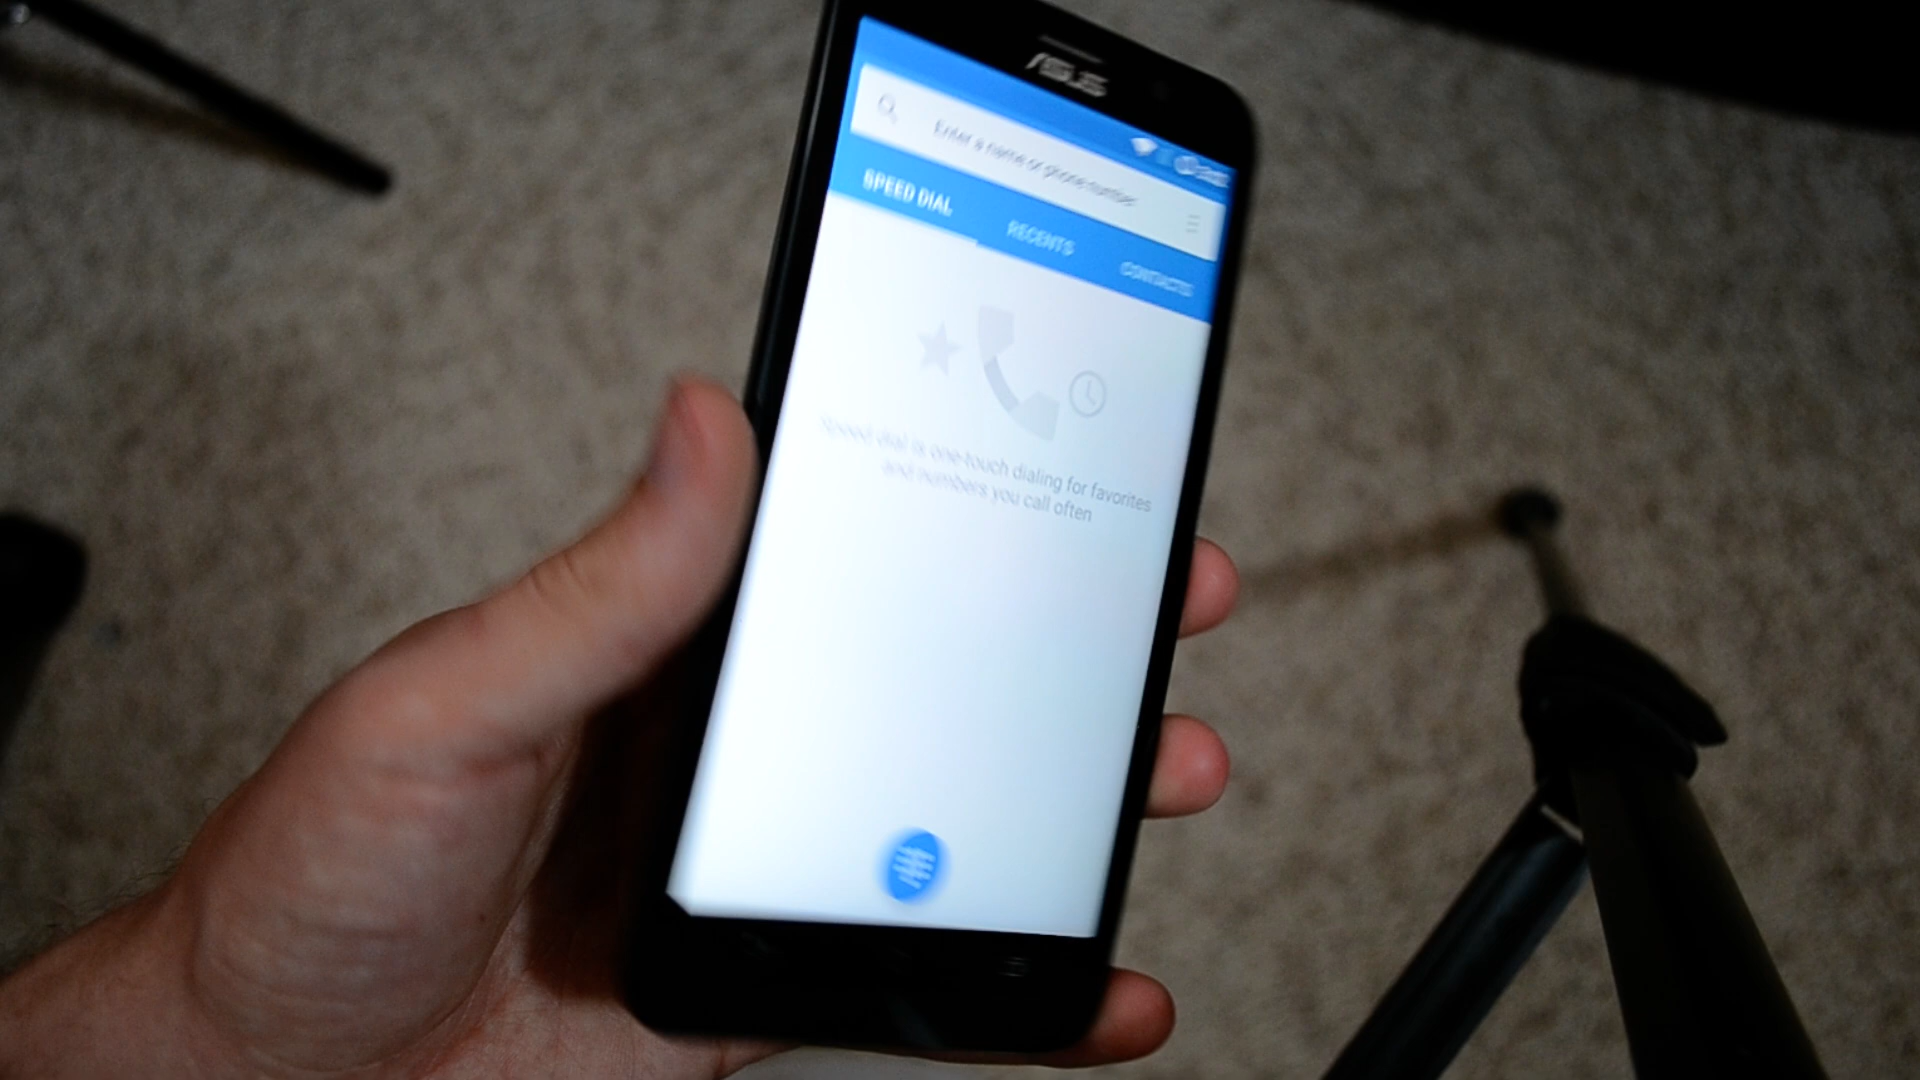 ASUS
Enter a name or phone number
SPEED DIAL
RECENTS
CONTACTS
Speed dial is one-touch dialing for favorites
and numbers you call often